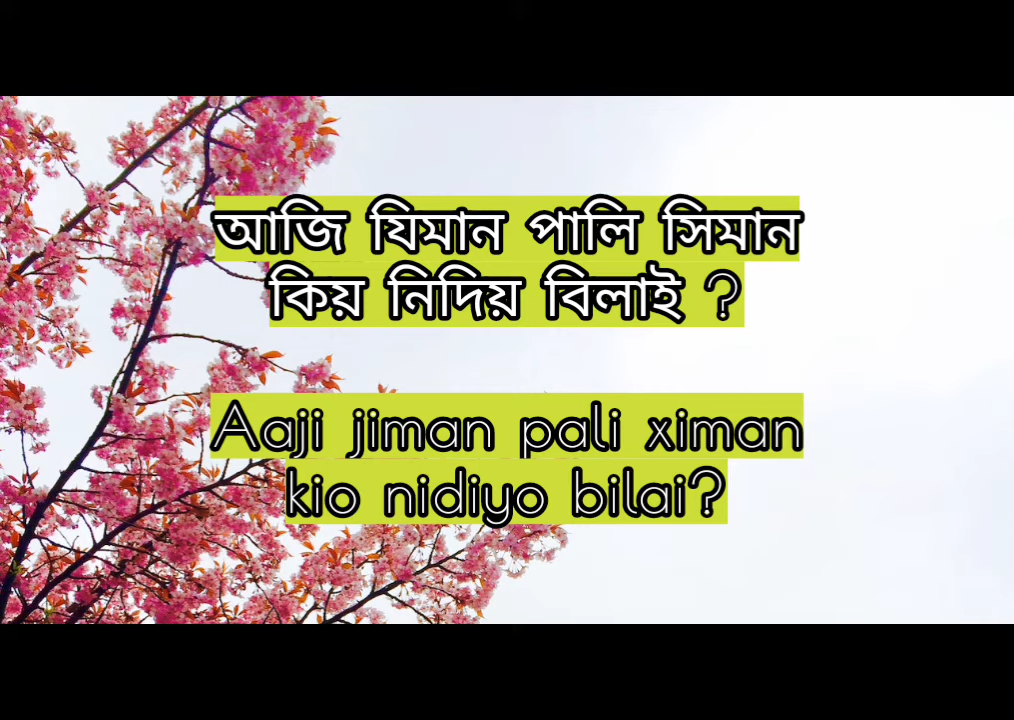 আজি যিমান পালি সিমান
কিয় নিদিয় বিলাই ?
Aaji jiman pali ximan
kio nidiyo bilai?